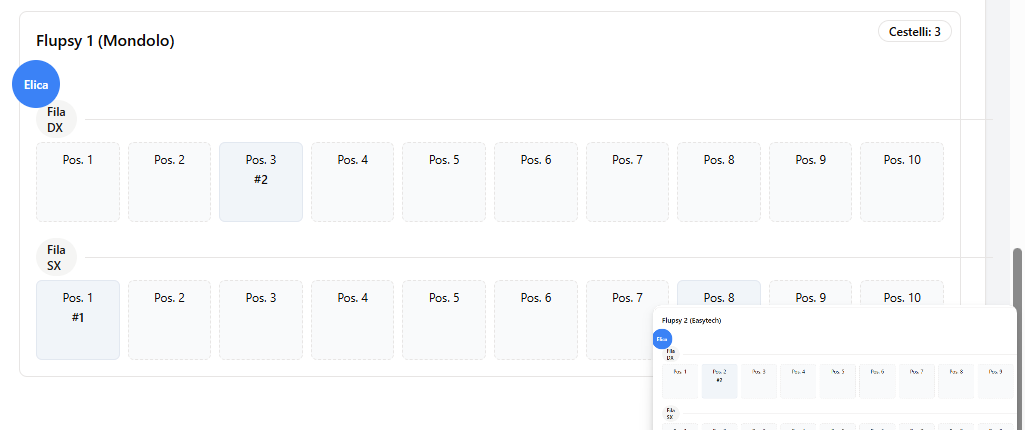 Flupsy 1 (Mondolo)
Cestelli: 3
Elica
Fila
DX
Pos. 1 Pos. 2 Pos. 3 Pos. 4 Pos. 5 Pos. 6 Pos. 7 Pos. 8 Pos. 9 Pos. 10
#2
Fila
SX
Pos. 1 Pos. 2 Pos. 3 Pos. 4 Pos. 5 Pos. 6 Pos. 7 Pos. 8 Pos. 9 Pos. 10
#1
Flupsy 2 (Easytech)
Elica
Fila
DX
Pos. 1 Pos. 2 Pos. 3 Pos. 4 Pos. 5 Pos. 6 Pos. 7 Pos. 8 Pos. 9
#2
Fila
SX